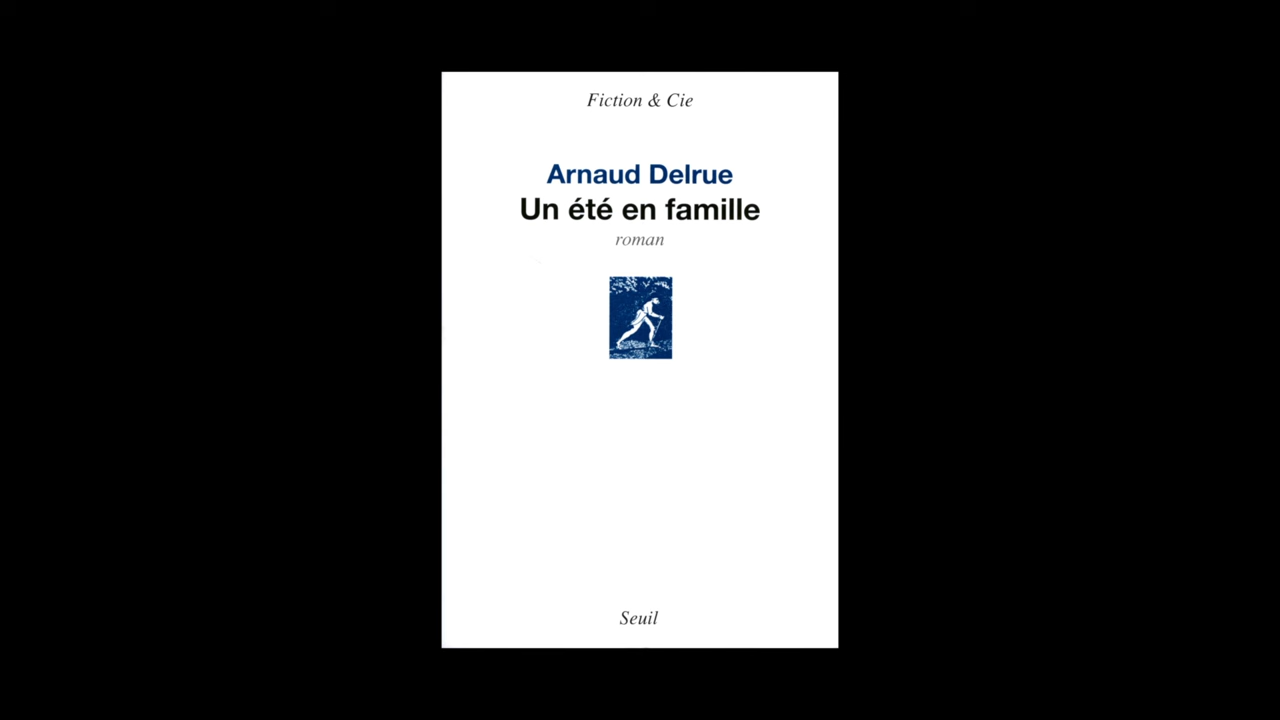 Fiction & Cie
Arnaud Delrue
Un été en famille
roman
Seuil